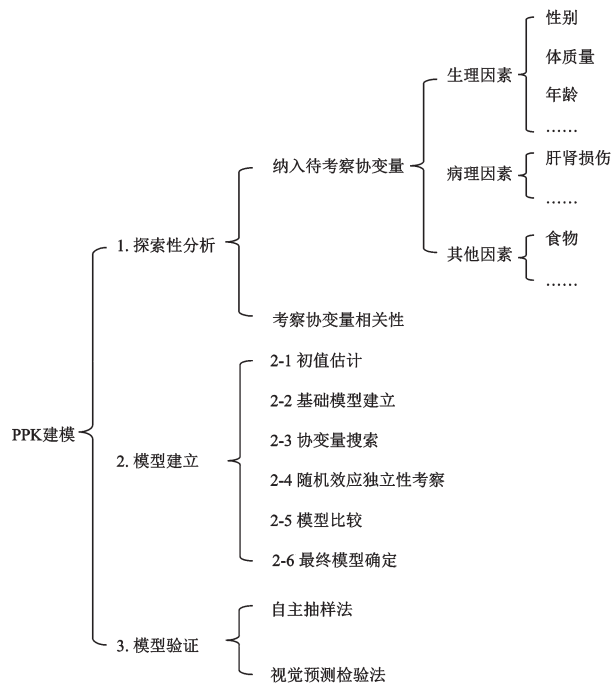 PPK建模
1. 探索性分析
纳入待考察协变量
生理因素
性别
体质量
年龄
……
病理因素
肝肾损伤
……
其他因素
食物
……
考察协变量相关性
2. 模型建立
2-1 初值估计
2-2 基础模型建立
2-3 协变量搜索
2-4 随机效应独立性考察
2-5 模型比较
2-6 最终模型确定
3. 模型验证
自主抽样法
视觉预测检验法